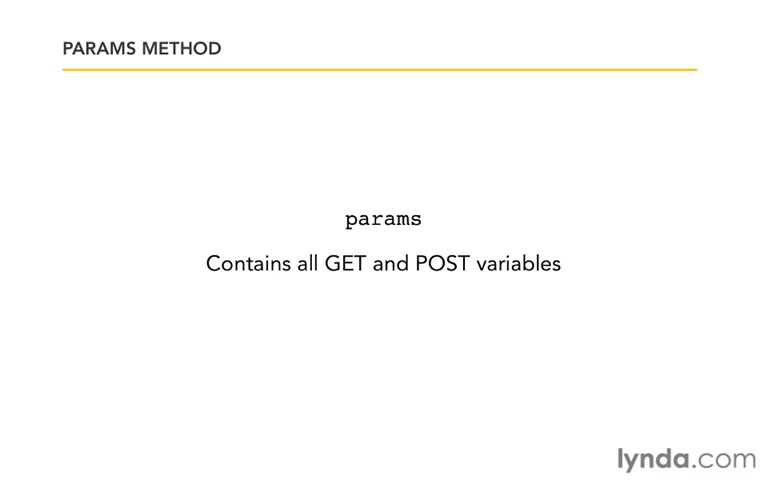 PARAMS METHOD
params
Contains all GET and POST variables
lynda.com